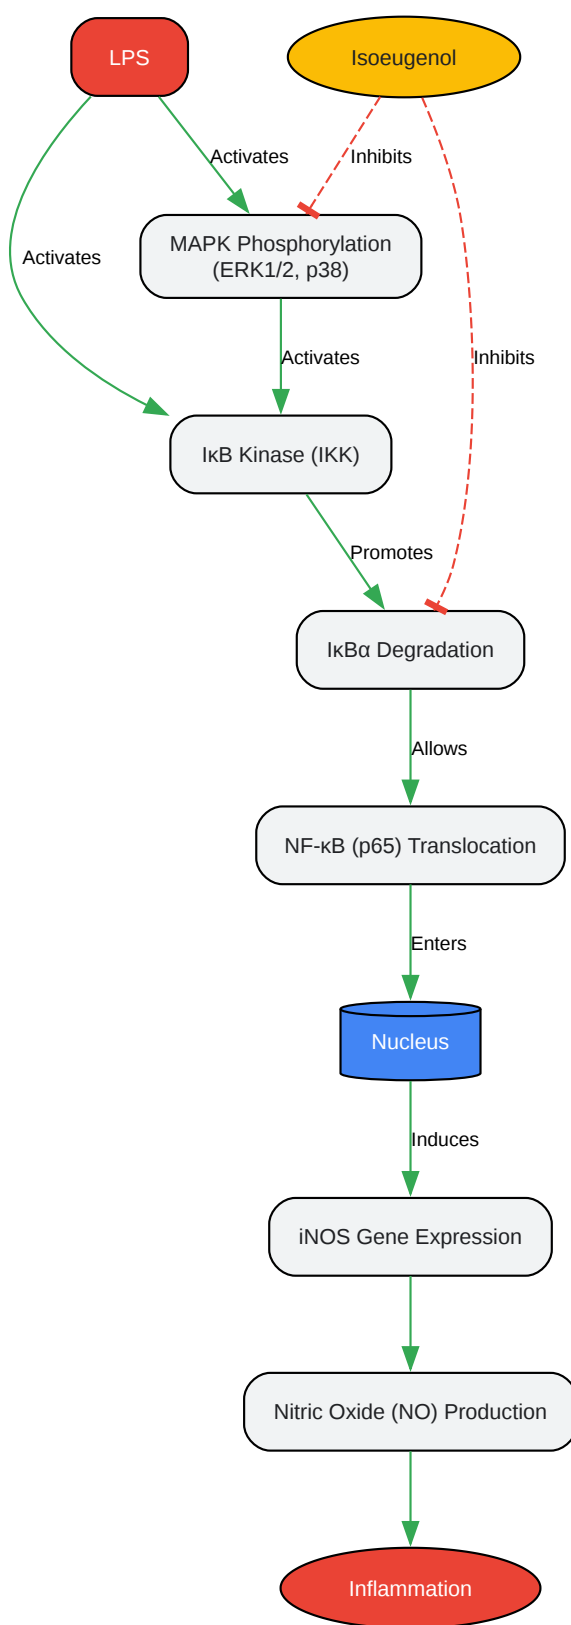 LPS
Isoeugenol
Activates
Inhibits
MAPK Phosphorylation
(ERK1/2, p38)
Activates
Activates
Inhibits
IκB Kinase (IKK)
Promotes
IκBα Degradation
Allows
NF-κB (p65) Translocation
Enters
Nucleus
Induces
iNOS Gene Expression
Nitric Oxide (NO) Production
Inflammation